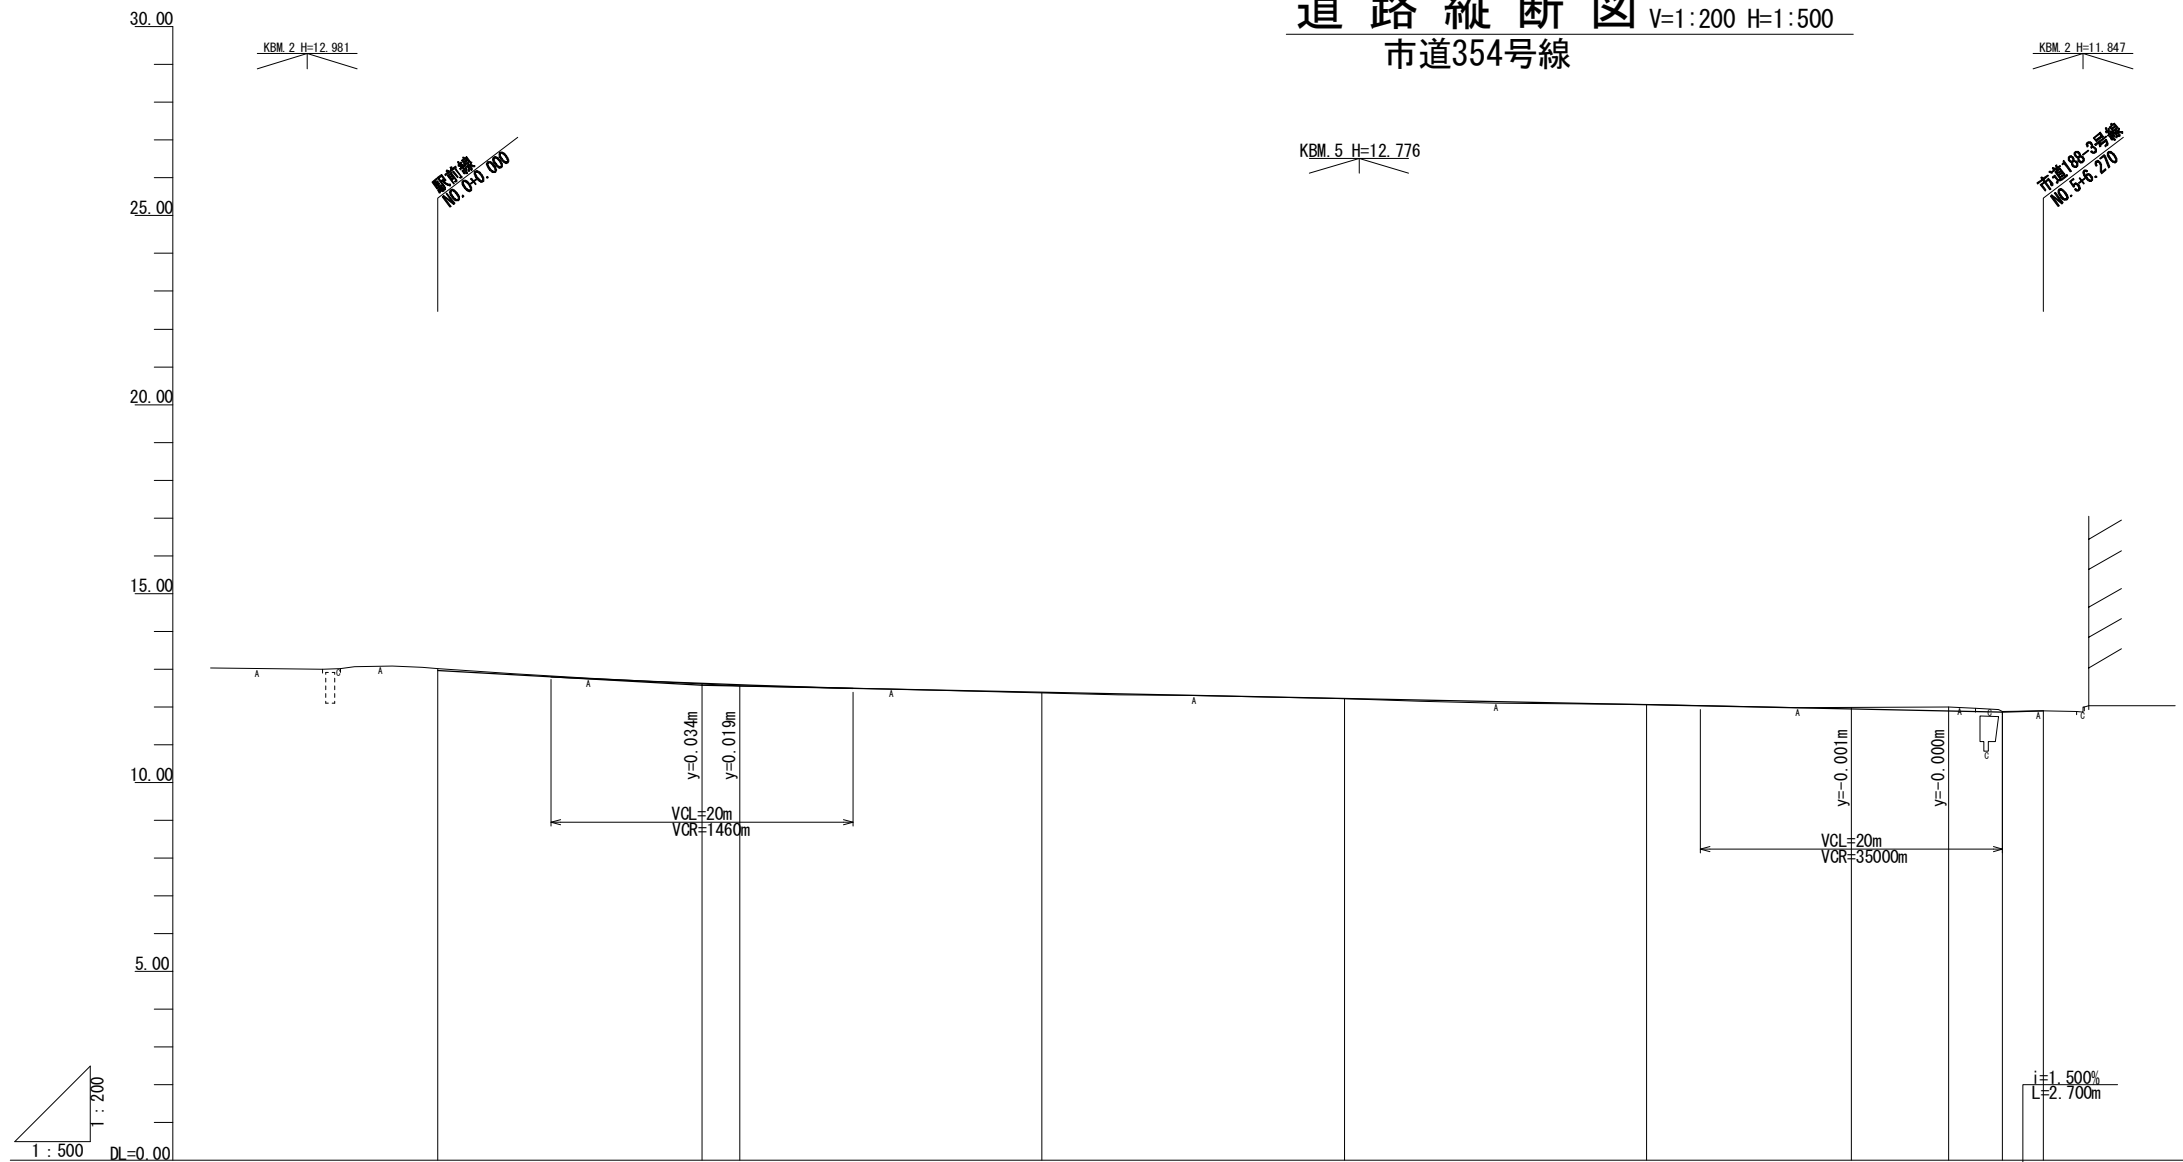 道路縦断図 V=1:200 H=1:500
市道354号線
30.00
KBM.2 H=12.981
KBM.2 H=11.847
駅前線
NO.0+0.000
KBM.5 H=12.776
市道188-3号線
NO.5+6.270
25.00
20.00
15.00
A
C
A
A
A
A
A
A
A
C
A
C
C
10.00
y=0.034m
y=0.019m
y=-0.001m
y=-0.000m
VCL=20m
VCR=1460m
VCL=20m
VCR=35000m
5.00
i=1.500%
L=2.700m
1:200
1:500
DL=0.00